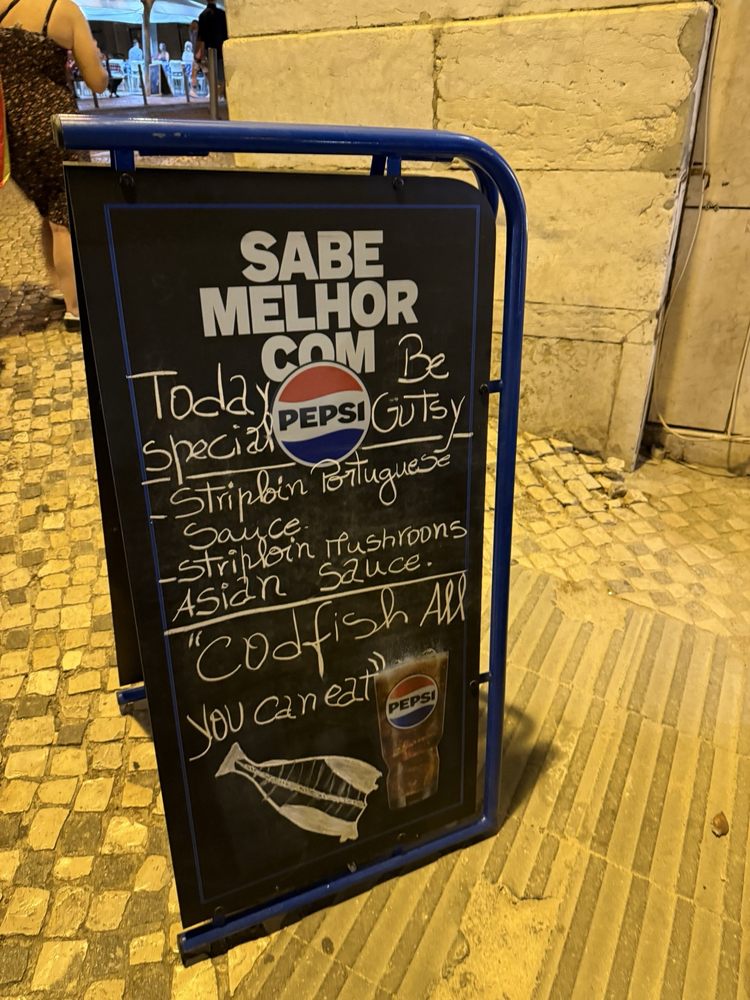 SABE
MELHOR
COM
PEPSI
Today Be
special Gutsy
- Striploin Portuguese
Sauce.
- Striploin Mushrooms
Asian Sauce.
"Codfish All
you can eat"
PEPSI